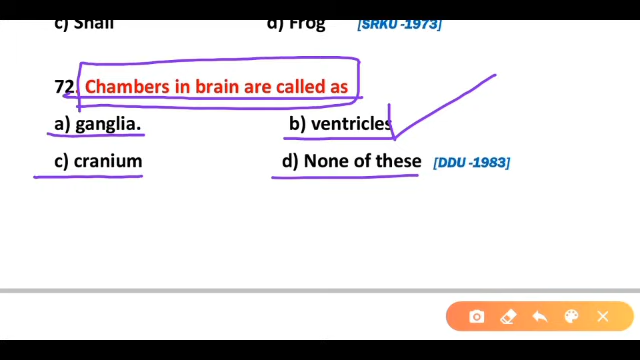 c) Snail d) Frog [SRKU -1973]
72. Chambers in brain are called as
a) ganglia. b) ventricles
c) cranium d) None of these [DDU -1983]